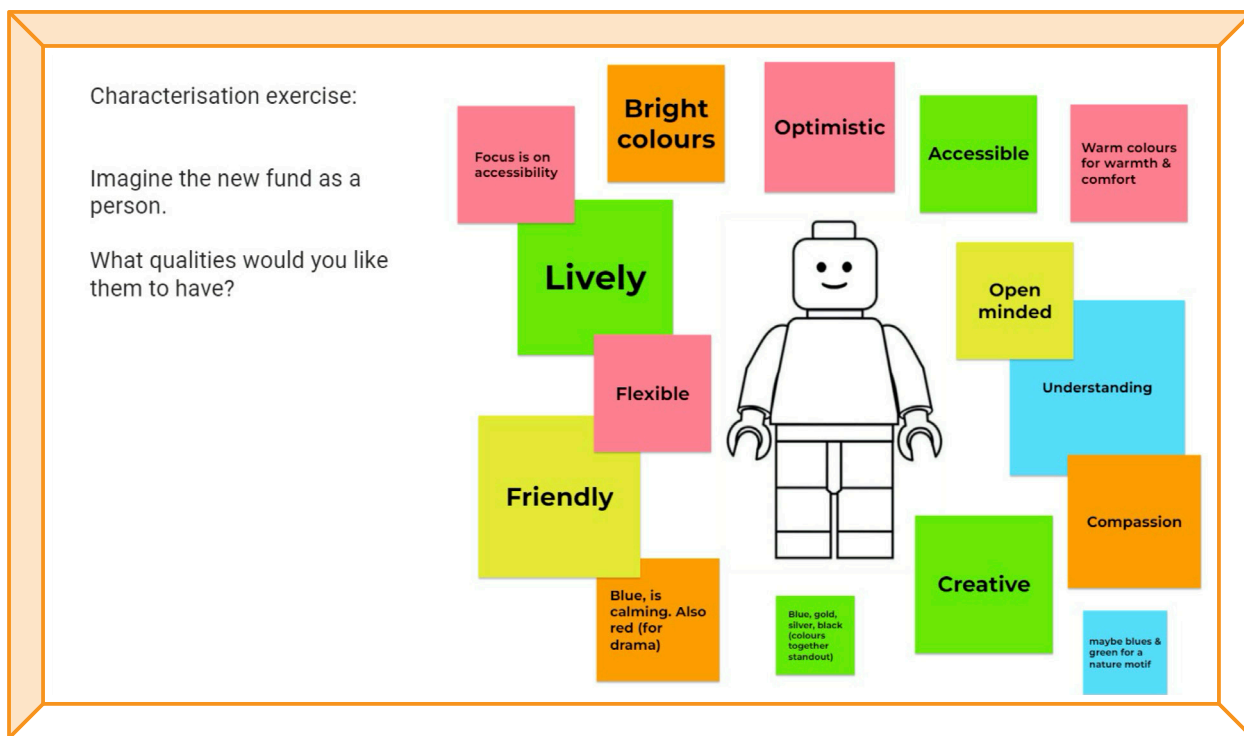 Characterisation exercise:
Imagine the new fund as a
person.
What qualities would you like
them to have?
Focus is on
accessibility
Bright
colours
Optimistic
Accessible
Warm colours
for warmth &
comfort
Lively
Open
minded
Flexible
Understanding
Friendly
Compassion
Creative
Blue, is
calming. Also
red (for
drama)
Blue, gold,
silver, black
(colours
together
standout)
maybe blues &
green for a
nature motif